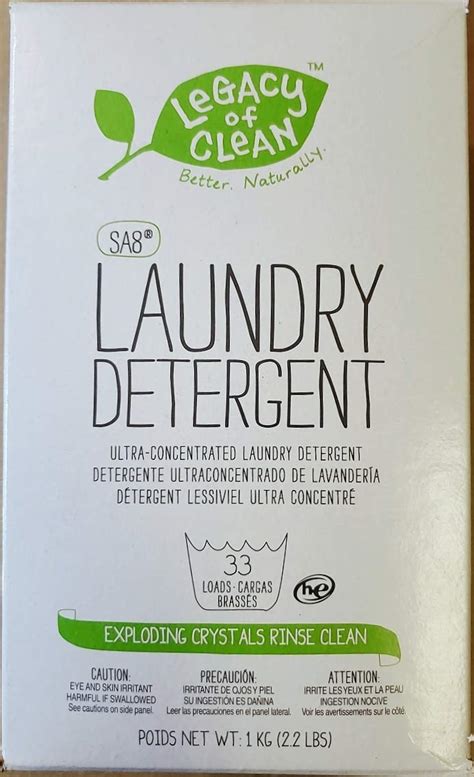 LeGACy
of
CLeAN
TM
Better. Naturally.
SA8®
LAUNDRY
DETERGENT
ULTRA-CONCENTRATED LAUNDRY DETERGENT
DETERGENTE ULTRACONCENTRADO DE LAVANDERÍA
DÉTERGENT LESSIVIEL ULTRA CONCENTRÉ
33
LOADS · CARGAS
BRASSÉS
he
EXPLODING CRYSTALS RINSE CLEAN
CAUTION:
EYE AND SKIN IRRITANT
HARMFUL IF SWALLOWED
See cautions on side panel.
PRECAUCIÓN:
IRRITANTE DE OJOS Y PIEL
SU INGESTIÓN ES DAÑINA
Leer las precauciones en el panel lateral.
ATTENTION:
IRRITE LES YEUX ET LA PEAU
INGESTION NOCIVE
Voir les avertissements sur le côté.
POIDS NET WT: 1 KG (2.2 LBS)